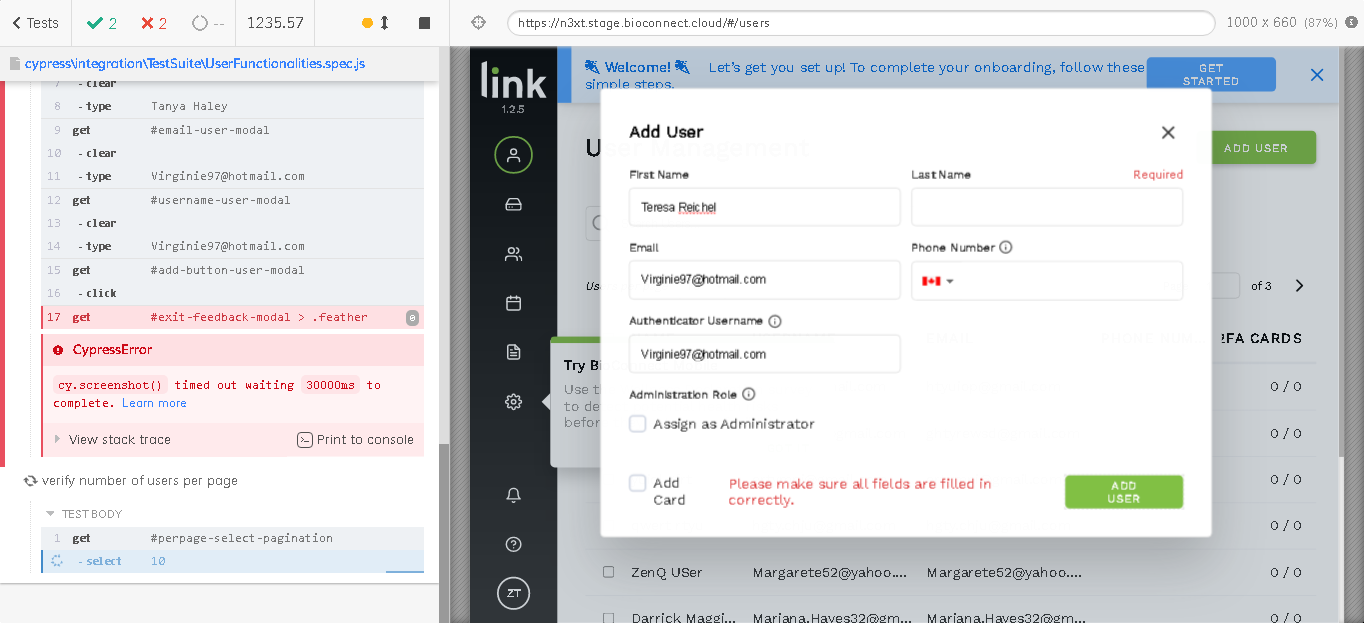 Tests
2
2
--
1235.57
https://n3xt.stage.bioconnect.cloud/#/users
1000 x 660 (87%)
cypress\integration\TestSuite\UserFunctionalities.spec.js
7 -clear
8 -type Tanya Haley
9 get #email-user-modal
10 -clear
11 -type Virginie97@hotmail.com
12 get #username-user-modal
13 -clear
14 -type Virginie97@hotmail.com
15 get #add-button-user-modal
16 -click
17 get #exit-feedback-modal > .feather 0
CypressError
cy.screenshot() timed out waiting 30000ms to
complete. Learn more
View stack trace
Print to console
verify number of users per page
TEST BODY
1 get #perpage-select-pagination
-select 10
link
1.2.5
ZT
Welcome! Let's get you set up! To complete your onboarding, follow these
simple steps.
GET
STARTED
User Management
ADD USER
Add User
First Name
Last Name
Required
Teresa Reichel
Email
Phone Number
Virginie97@hotmail.com
Authenticator Username
Virginie97@hotmail.com
Administration Role
Assign as Administrator
Add
Card
Please make sure all fields are filled in
correctly.
ADD
USER
of 3
FA CARDS
Try
Use
to de
befor
0 / 0
0 / 0
0 / 0
0 / 0
ZenQ USer Margarete52@yahoo.... Margarete52@yahoo.... 0 / 0
Darrick Maggi... Mariana.Hayes32@gm... Mariana.Hayes32@gm... 0 / 0